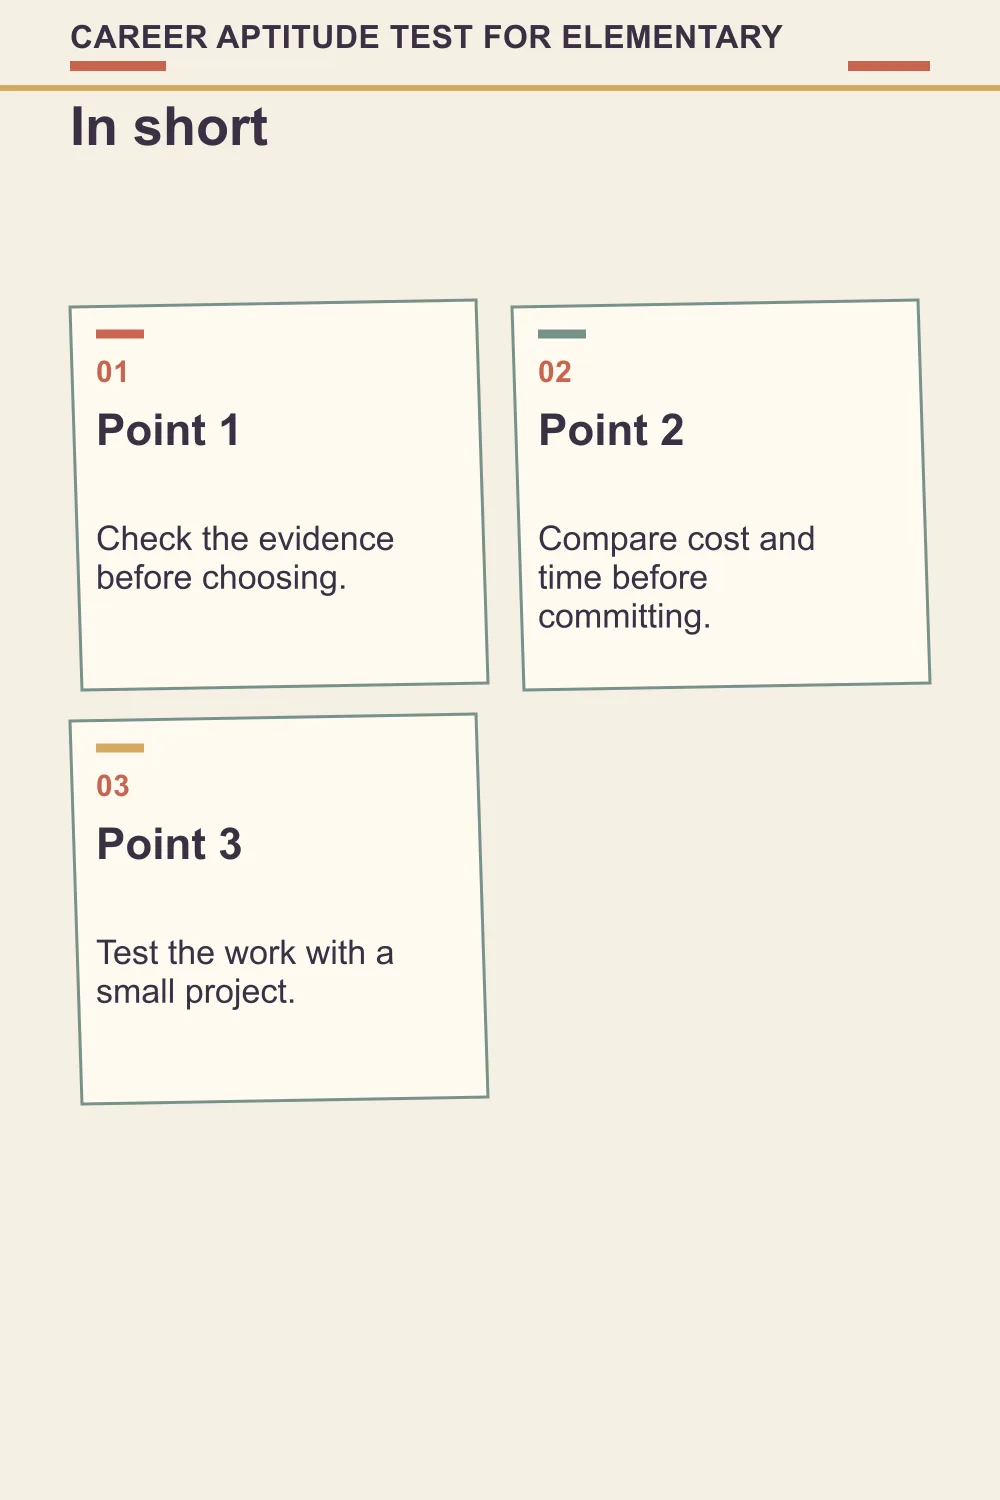 CAREER APTITUDE TEST FOR ELEMENTARY
In short
01
Point 1
Check the evidence
before choosing.
02
Point 2
Compare cost and
time before
committing.
03
Point 3
Test the work with a
small project.